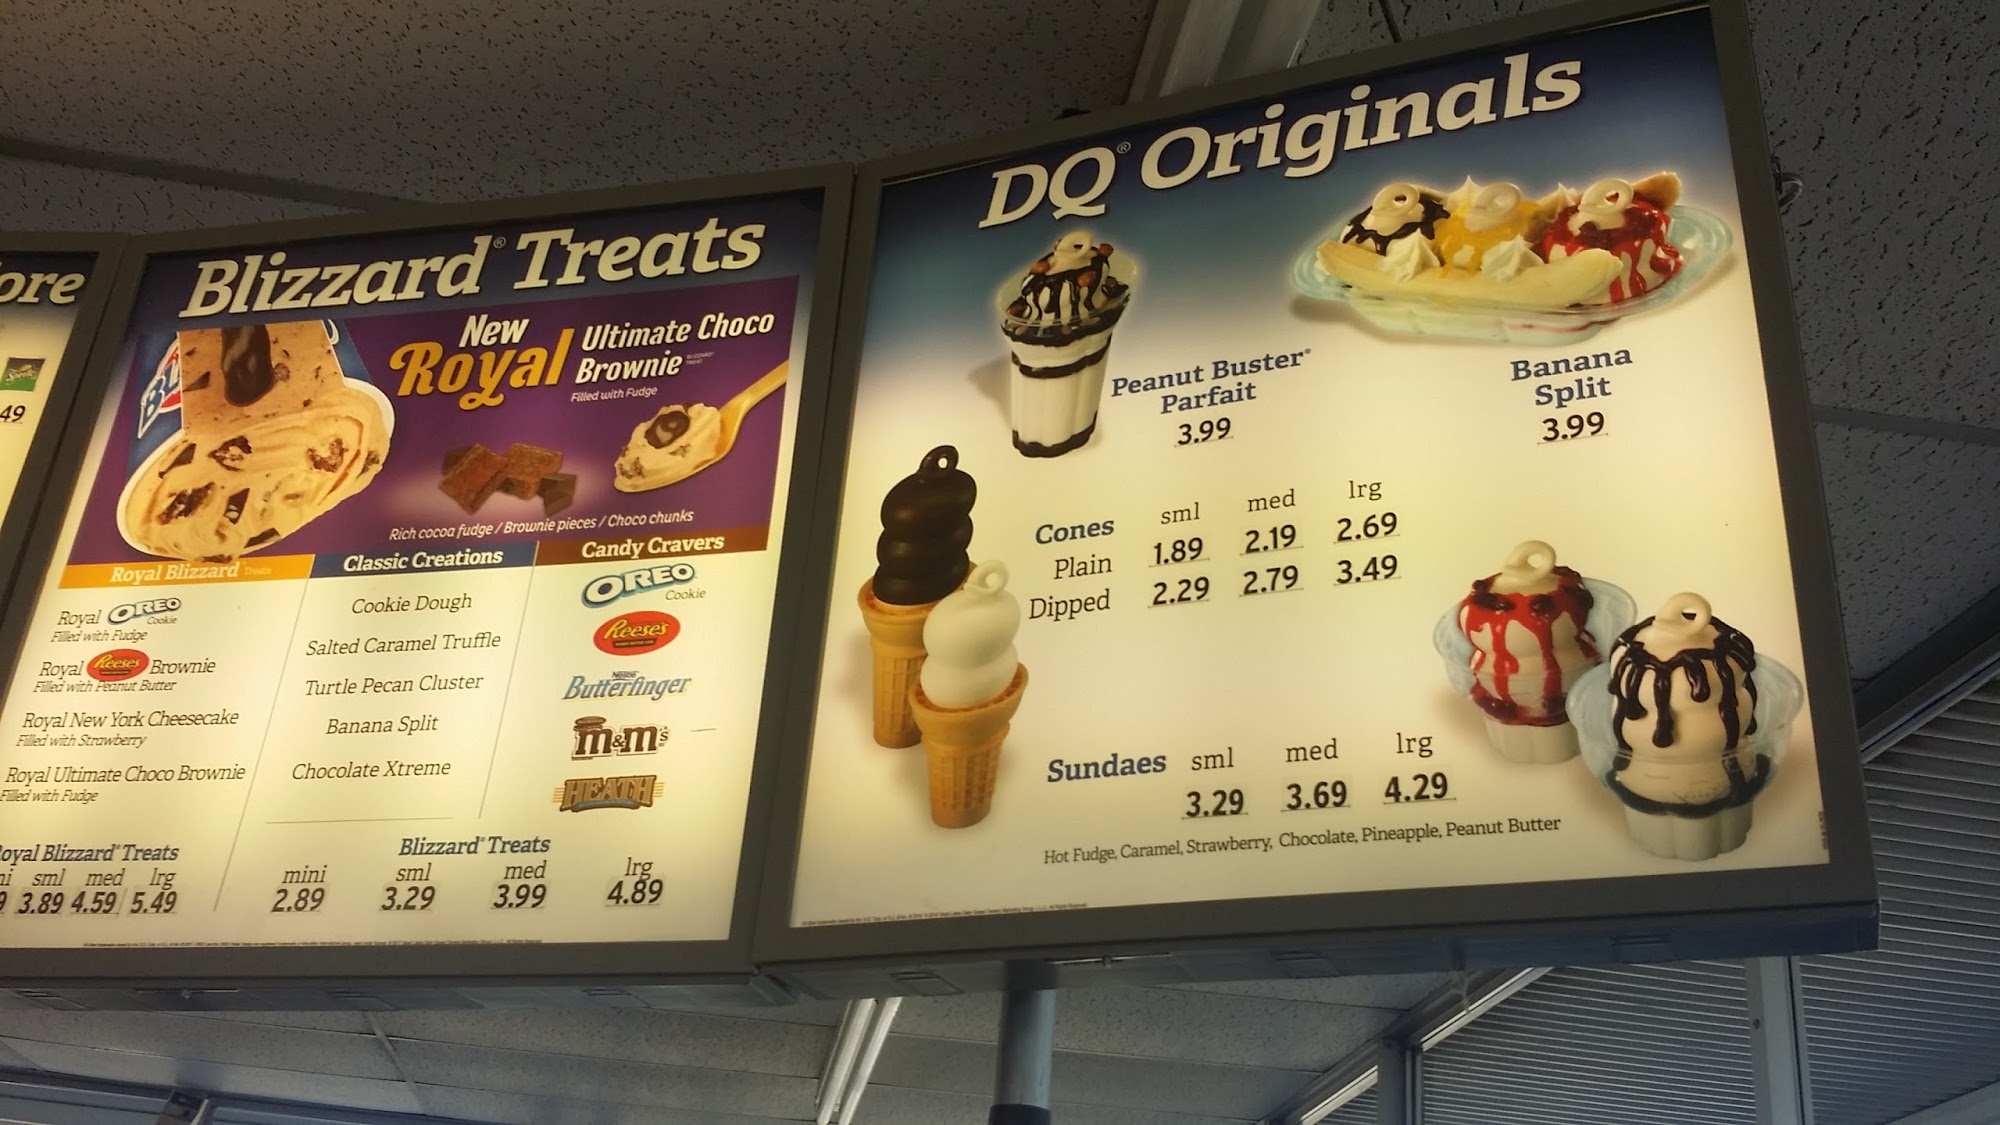 ore
Sprite
49
Blizzard® Treats
New
Royal
Ultimate Choco
Brownie
BLIZZARD®
TREAT
Filled with Fudge
Rich cocoa fudge / Brownie pieces / Choco chunks
Royal Blizzard® Treats
Royal OREO
Cookie
Filled with Fudge
Royal Reese's Brownie
Filled with Peanut Butter
Royal New York Cheesecake
Filled with Strawberry
Royal Ultimate Choco Brownie
Filled with Fudge
oyal Blizzard® Treats
ni sml med lrg
9 3.89 4.59 5.49
Classic Creations
Cookie Dough
Salted Caramel Truffle
Turtle Pecan Cluster
Banana Split
Chocolate Xtreme
Candy Cravers
OREO
Cookie
Reese's
Nestle
Butterfinger
m&m's
HEATH
Blizzard® Treats
mini sml med lrg
2.89 3.29 3.99 4.89
DQ® Originals
Peanut Buster®
Parfait
3.99
Banana
Split
3.99
Cones sml med lrg
Plain 1.89 2.19 2.69
Dipped 2.29 2.79 3.49
Sundaes sml med lrg
3.29 3.69 4.29
Hot Fudge, Caramel, Strawberry, Chocolate, Pineapple, Peanut Butter